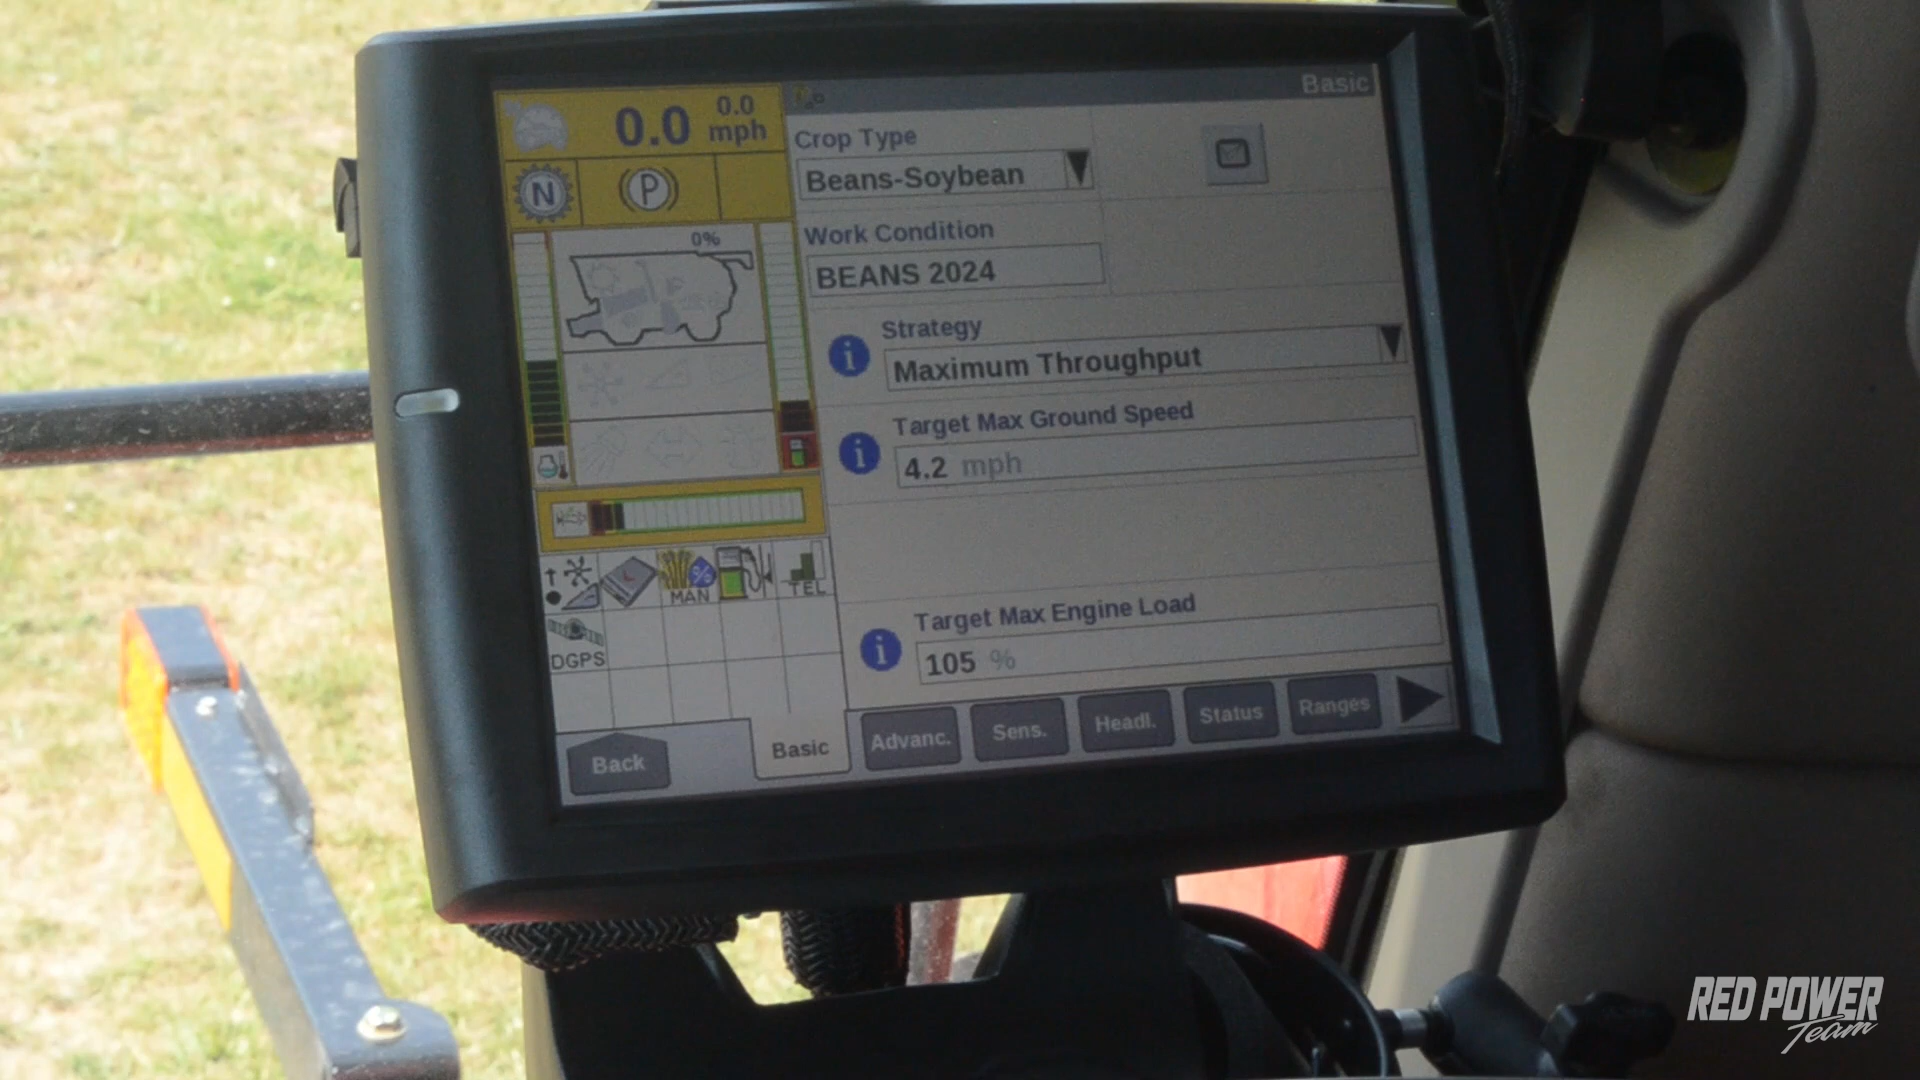 Basic
0.0 0.0 mph
N P
Crop Type
Beans-Soybean
Work Condition
BEANS 2024
0%
i Strategy
Maximum Throughput
i Target Max Ground Speed
4.2 mph
MAN TEL
DGPS
i Target Max Engine Load
105 %
Back Basic Advanc. Sens. Headl. Status Ranges
RED POWER
Team